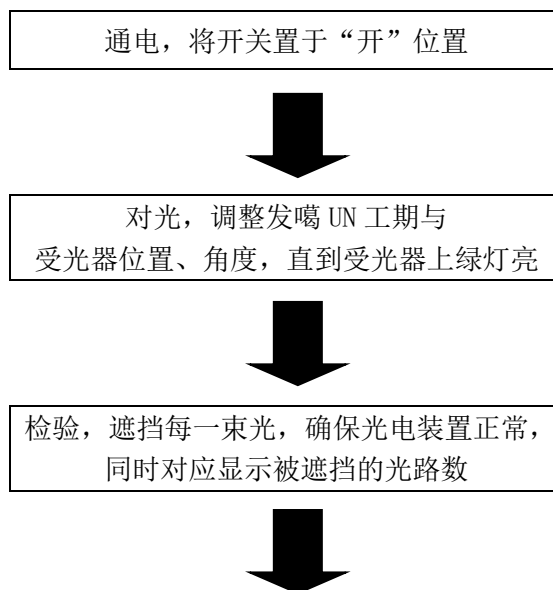 通电，将开关置于“开”位置
对光，调整发噶 UN 工期与
受光器位置、角度，直到受光器上绿灯亮
检验，遮挡每一束光，确保光电装置正常，
同时对应显示被遮挡的光路数